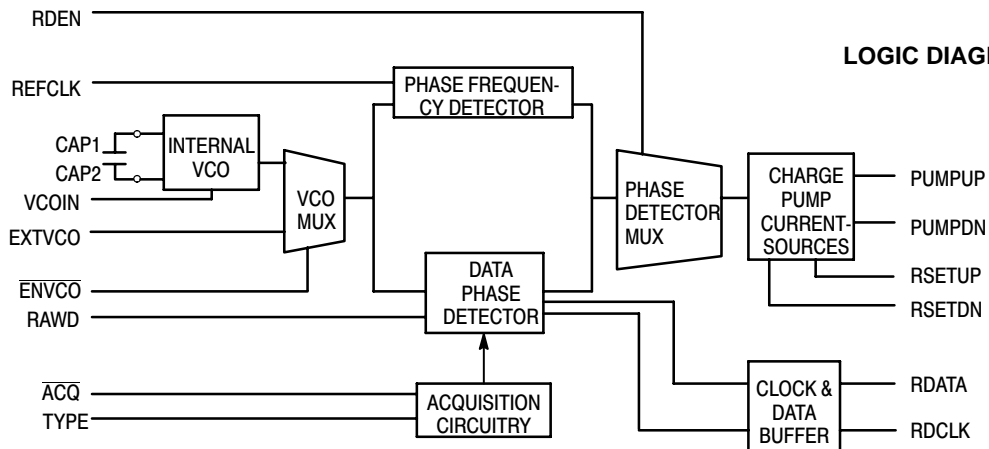 RDEN
LOGIC DIAG
REFCLK
PHASE FREQUEN-
CY DETECTOR
CAP1
CAP2
INTERNAL
VCO
VCOIN
EXTVCO
VCO
MUX
PHASE
DETECTOR
MUX
CHARGE
PUMP
CURRENT-
SOURCES
PUMPUP
PUMPDN
RSETUP
RSETDN
ENVCO
RAWD
DATA
PHASE
DETECTOR
ACQ
TYPE
ACQUISITION
CIRCUITRY
CLOCK &
DATA
BUFFER
RDATA
RDCLK